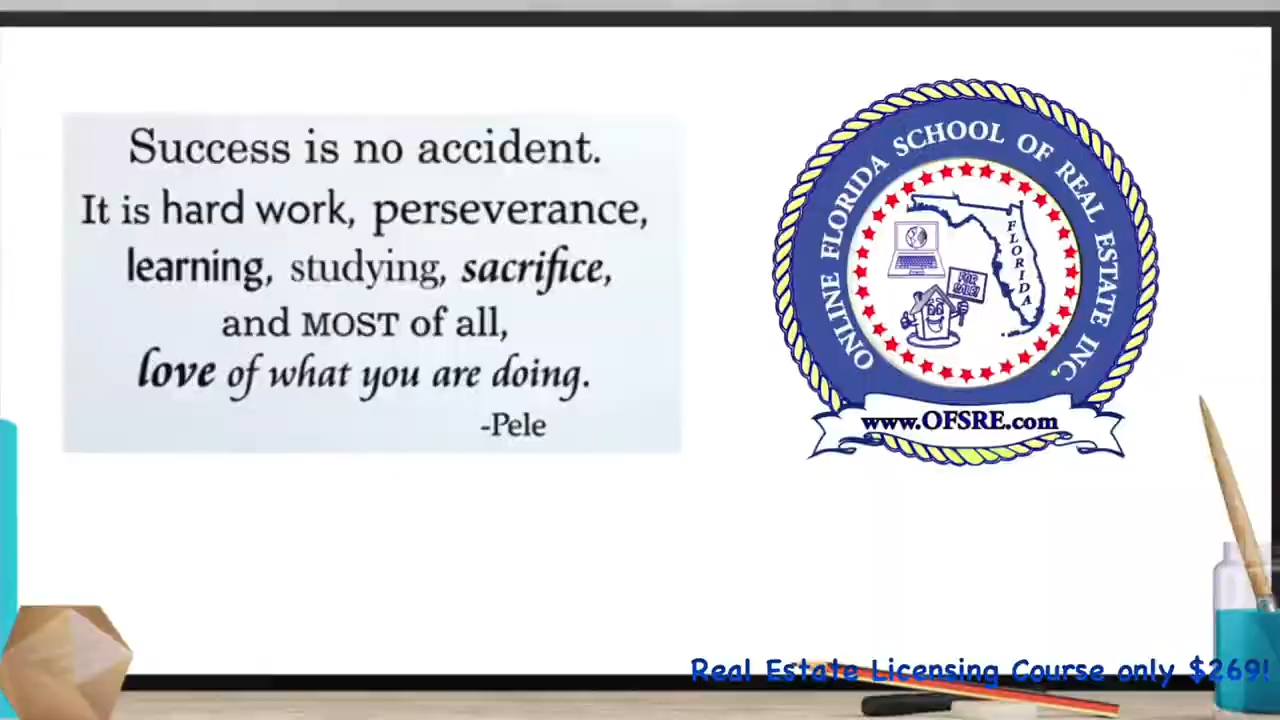 Success is no accident.
It is hard work, perseverance,
learning, studying, sacrifice,
and MOST of all,
love of what you are doing.
-Pele
ONLINE FLORIDA SCHOOL OF REAL ESTATE INC.
FLORIDA
FOR
SALE!
www.OFSRE.com
Real Estate Licensing Course only $269!